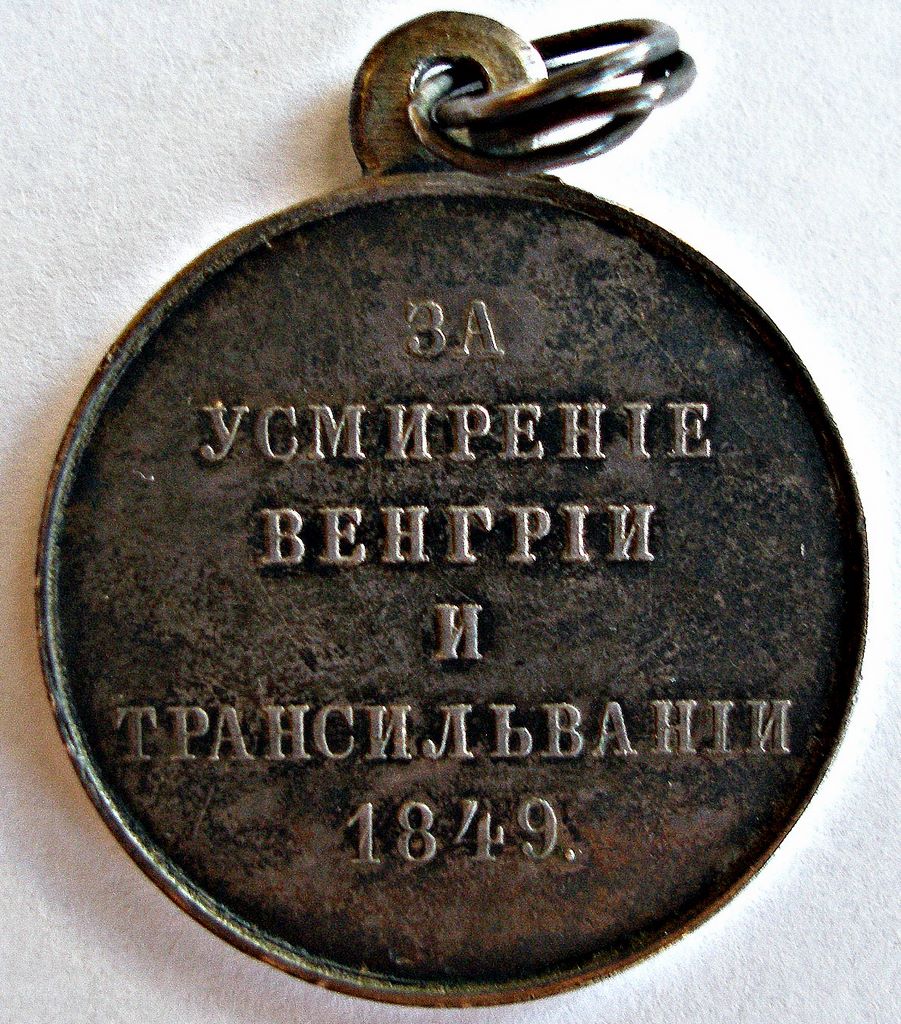 ЗА
УСМИРЕНІЕ
ВЕНГРІИ
И
ТРАНСИЛЬВАНІИ
1849.